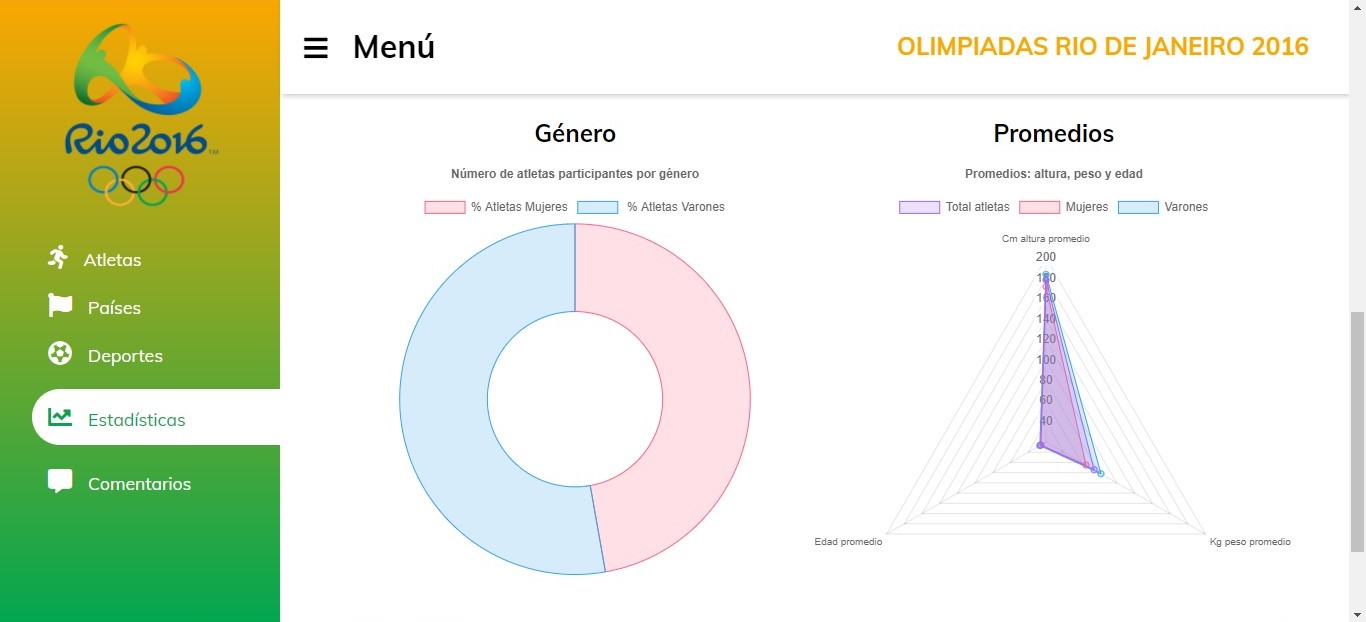 Rio2016™
Atletas
Países
Deportes
Estadísticas
Comentarios
Menú
OLIMPIADAS RIO DE JANEIRO 2016
Género
Número de atletas participantes por género
% Atletas Mujeres % Atletas Varones
Promedios
Promedios: altura, peso y edad
Total atletas Mujeres Varones
Cm altura promedio
200
180
160
140
120
100
80
60
40
Edad promedio
Kg peso promedio